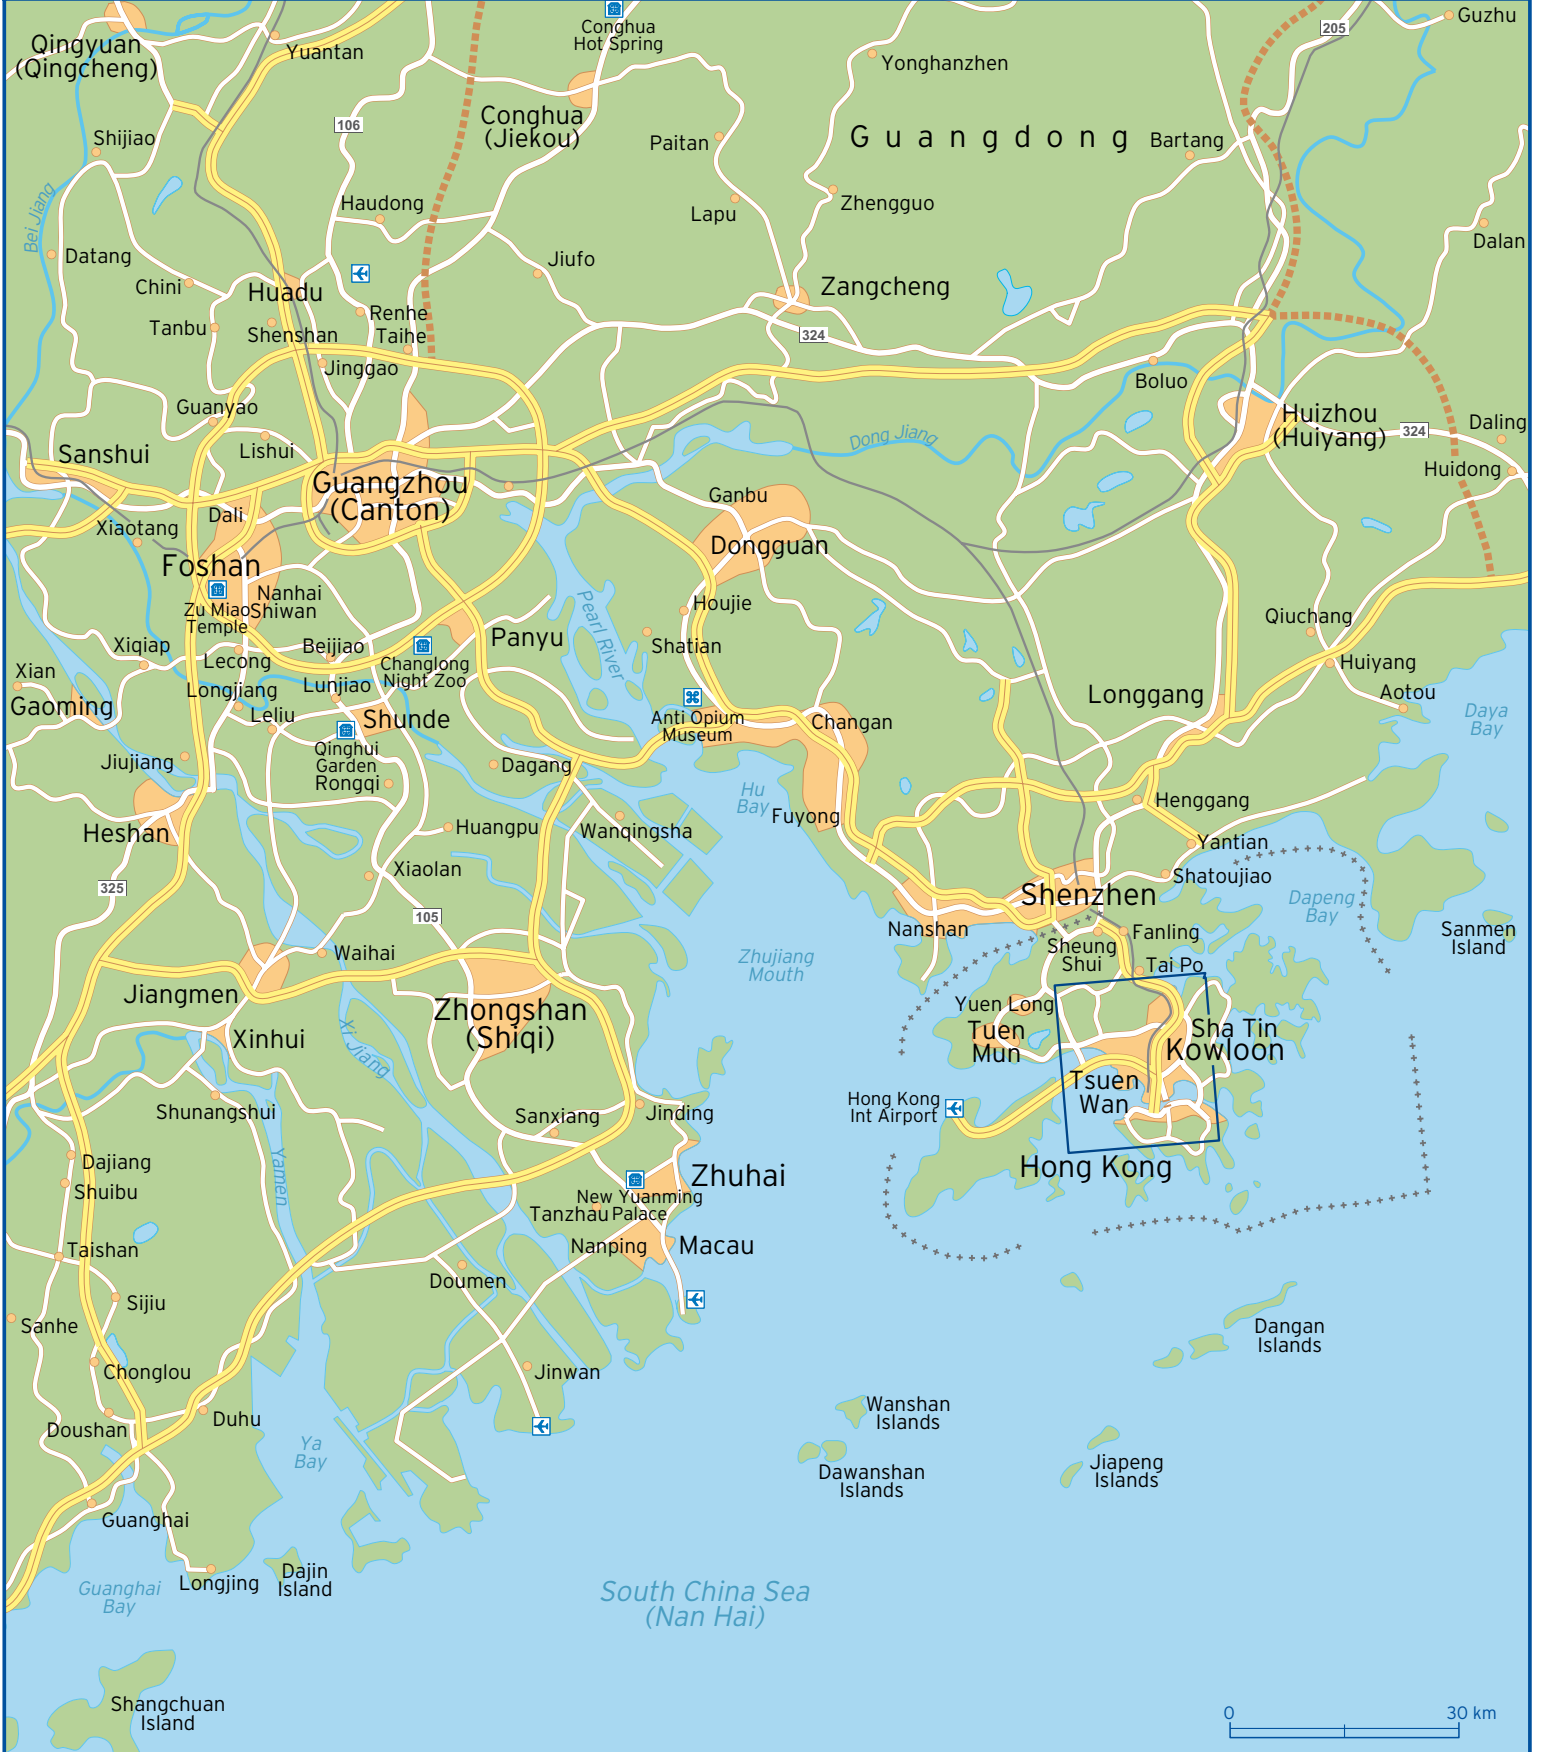 Guzhu
205
Conghua
Hot Spring
Qingyuan
(Qingcheng)
Yuantan
Yonghanzhen
Conghua
(Jiekou)
106
Shijiao
Paitan
Guangdong
Bartang
Bei Jiang
Haudong
Lapu
Zhengguo
Dalan
Datang
Jiufo
Chini
Huadu
Zangcheng
Renhe
Tanbu
Shenshan
Taihe
324
Jinggao
Boluo
Guanyao
Huizhou
(Huiyang)
324
Daling
Lishui
Dong Jiang
Sanshui
Huidong
Guangzhou
(Canton)
Ganbu
Dali
Xiaotang
Dongguan
Foshan
Nanhai
Shiwan
Zu Miao
Temple
Houjie
Pearl River
Qiuchang
Panyu
Shatian
Xiqiap
Beijiao
Lecong
Changlong
Night Zoo
Huiyang
Xian
Longjiang
Lunjiao
Longgang
Aotou
Gaoming
Leliu
Shunde
Anti Opium
Museum
Changan
Daya
Bay
Qinghui
Garden
Rongqi
Jiujiang
Dagang
Hu
Bay
Henggang
Heshan
Huangpu
Wanqingsha
Fuyong
Yantian
Xiaolan
Shatoujiao
325
Shenzhen
Dapeng
Bay
105
Nanshan
Fanling
Sanmen
Island
Sheung
Shui
Waihai
Zhujiang
Mouth
Tai Po
Jiangmen
Zhongshan
(Shiqi)
Yuen Long
Xi Jiang
Tuen
Mun
Sha Tin
Kowloon
Xinhui
Tsuen
Wan
Shunangshui
Hong Kong
Int Airport
Sanxiang
Jinding
Dajiang
Yamen
Hong Kong
Zhuhai
Shuibu
New Yuanming
Palace
Tanzhau
Taishan
Nanping
Macau
Doumen
Sijiu
Sanhe
Dangan
Islands
Chonglou
Jinwan
Wanshan
Islands
Duhu
Doushan
Ya
Bay
Jiapeng
Islands
Dawanshan
Islands
Guanghai
Guanghai
Bay
Longjing
Dajin
Island
South China Sea
(Nan Hai)
Shangchuan
Island
0
30 km